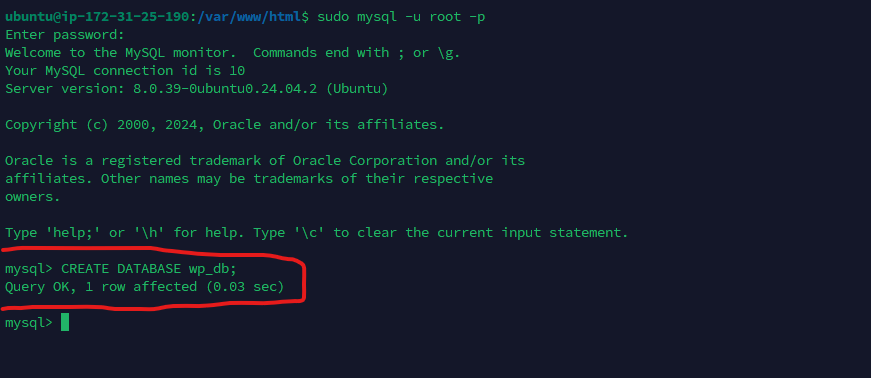 ubuntu@ip-172-31-25-190:/var/www/html$ sudo mysql -u root -p
Enter password:
Welcome to the MySQL monitor.  Commands end with ; or \g.
Your MySQL connection id is 10
Server version: 8.0.39-0ubuntu0.24.04.2 (Ubuntu)
Copyright (c) 2000, 2024, Oracle and/or its affiliates.
Oracle is a registered trademark of Oracle Corporation and/or its
affiliates. Other names may be trademarks of their respective
owners.
Type 'help;' or '\h' for help. Type '\c' to clear the current input statement.
mysql> CREATE DATABASE wp_db;
Query OK, 1 row affected (0.03 sec)
mysql>